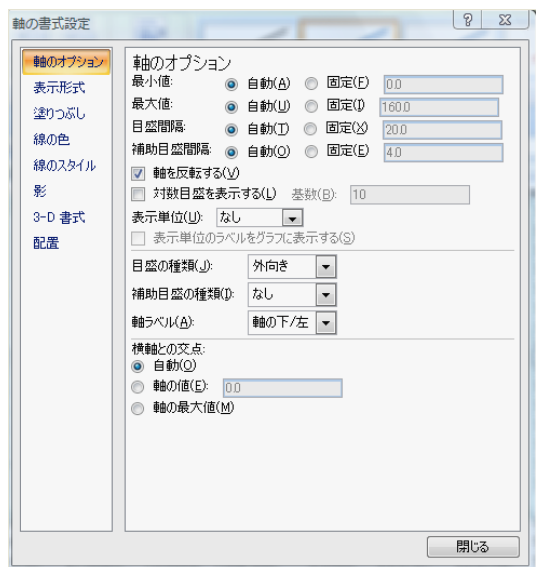 軸の書式設定
軸のオプション
表示形式
塗りつぶし
線の色
線のスタイル
影
3-D 書式
配置
軸のオプション
最小値: 自動(A) 固定(F) 0.0
最大値: 自動(U) 固定(I) 160.0
目盛間隔: 自動(T) 固定(X) 20.0
補助目盛間隔: 自動(O) 固定(E) 4.0
軸を反転する(V)
対数目盛を表示する(L) 基数(B): 10
表示単位(U): なし
表示単位のラベルをグラフに表示する(S)
目盛の種類(J): 外向き
補助目盛の種類(I): なし
軸ラベル(A): 軸の下/左
横軸との交点:
自動(O)
軸の値(E): 0.0
軸の最大値(M)
閉じる